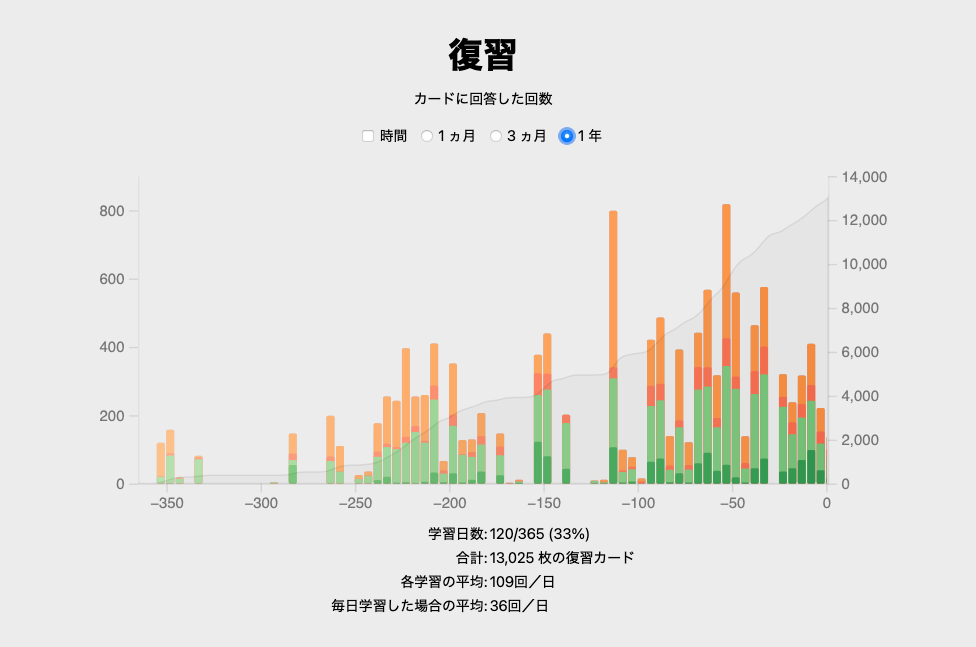 復習
カードに回答した回数
時間 1 ヵ月 3 ヵ月 1 年
14,000
800
12,000
10,000
600
8,000
400
6,000
4,000
200
2,000
0
0
−350 −300 −250 −200 −150 −100 −50 0
学習日数: 120/365 (33%)
合計: 13,025 枚の復習カード
各学習の平均: 109回／日
毎日学習した場合の平均: 36回／日